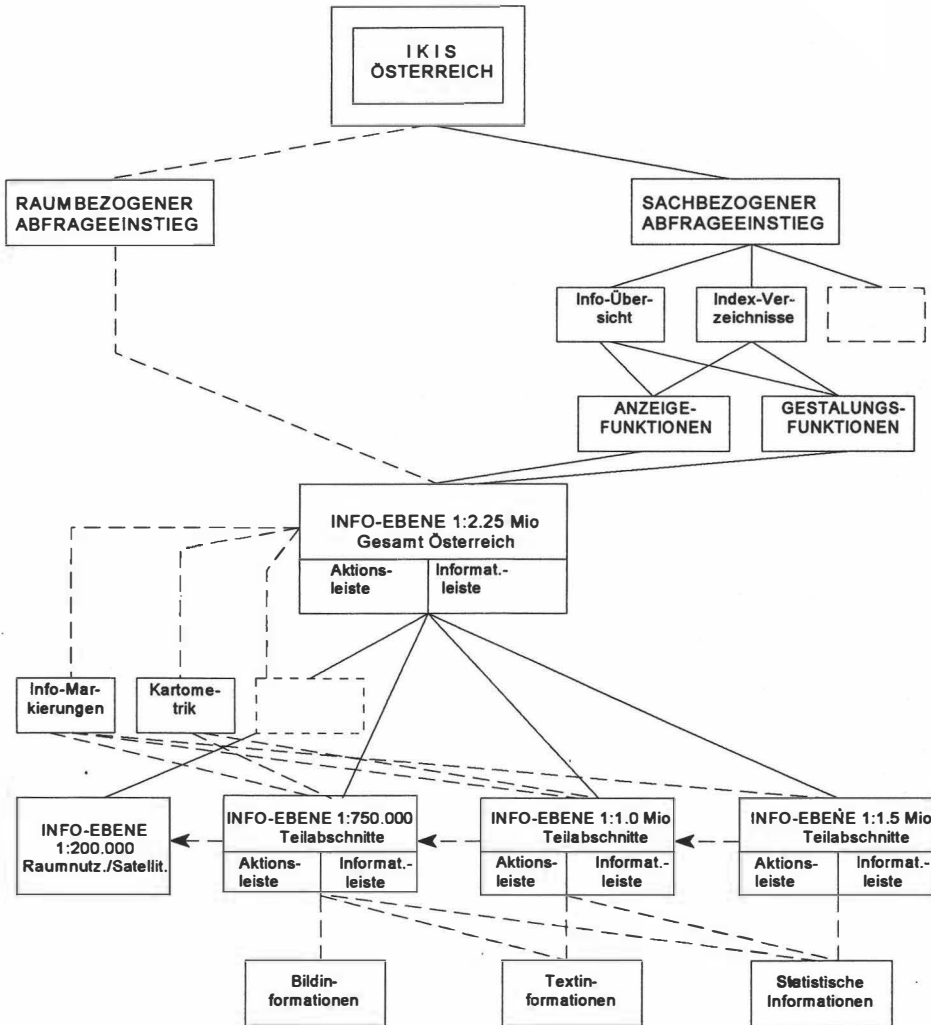 IKIS
ÖSTERREICH
RAUMBEZOGENER
ABFRAGEEINSTIEG
SACHBEZOGENER
ABFRAGEEINSTIEG
Info-Über-
sicht
Index-Ver-
zeichnisse
ANZEIGE-
FUNKTIONEN
GESTALUNGS-
FUNKTIONEN
INFO-EBENE 1:2.25 Mio
Gesamt Österreich
Aktions-
leiste
Informat.-
leiste
Info-Mar-
kierungen
Kartome-
trik
INFO-EBENE
1:200.000
Raumnutz./Satellit.
INFO-EBENE 1:750.000
Teilabschnitte
Aktions-
leiste
Informat.-
leiste
INFO-EBENE 1:1.0 Mio
Teilabschnitte
Aktions-
leiste
Informat.-
leiste
INFO-EBENE 1:1.5 Mio
Teilabschnitte
Aktions-
leiste
Informat.-
leiste
Bildin-
formationen
Textin-
formationen
Statistische
Informationen